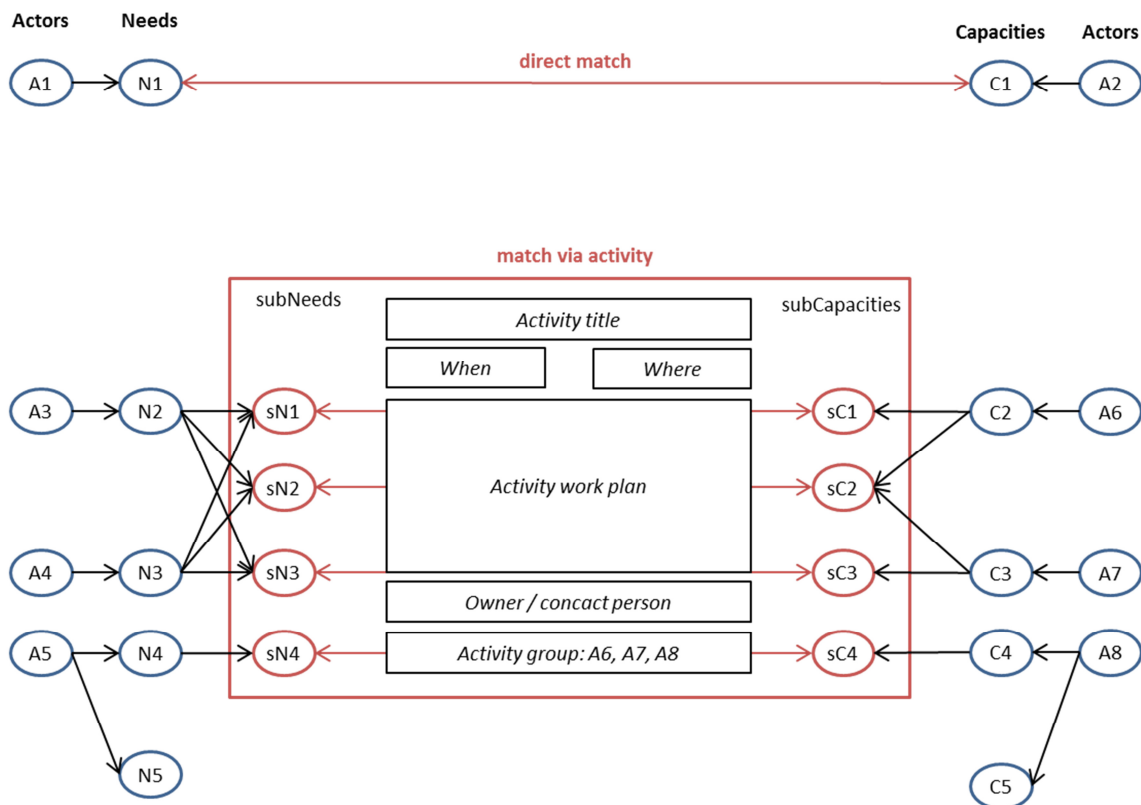 Actors Needs
Capacities Actors
direct match
A1 N1 C1 A2
match via activity
subNeeds subCapacities
Activity title
When Where
A3 N2 sN1 sC1 C2 A6
sN2 Activity work plan sC2
A4 N3 sN3 sC3 C3 A7
Owner / concact person
A5 N4 sN4 Activity group: A6, A7, A8 sC4 C4 A8
N5 C5